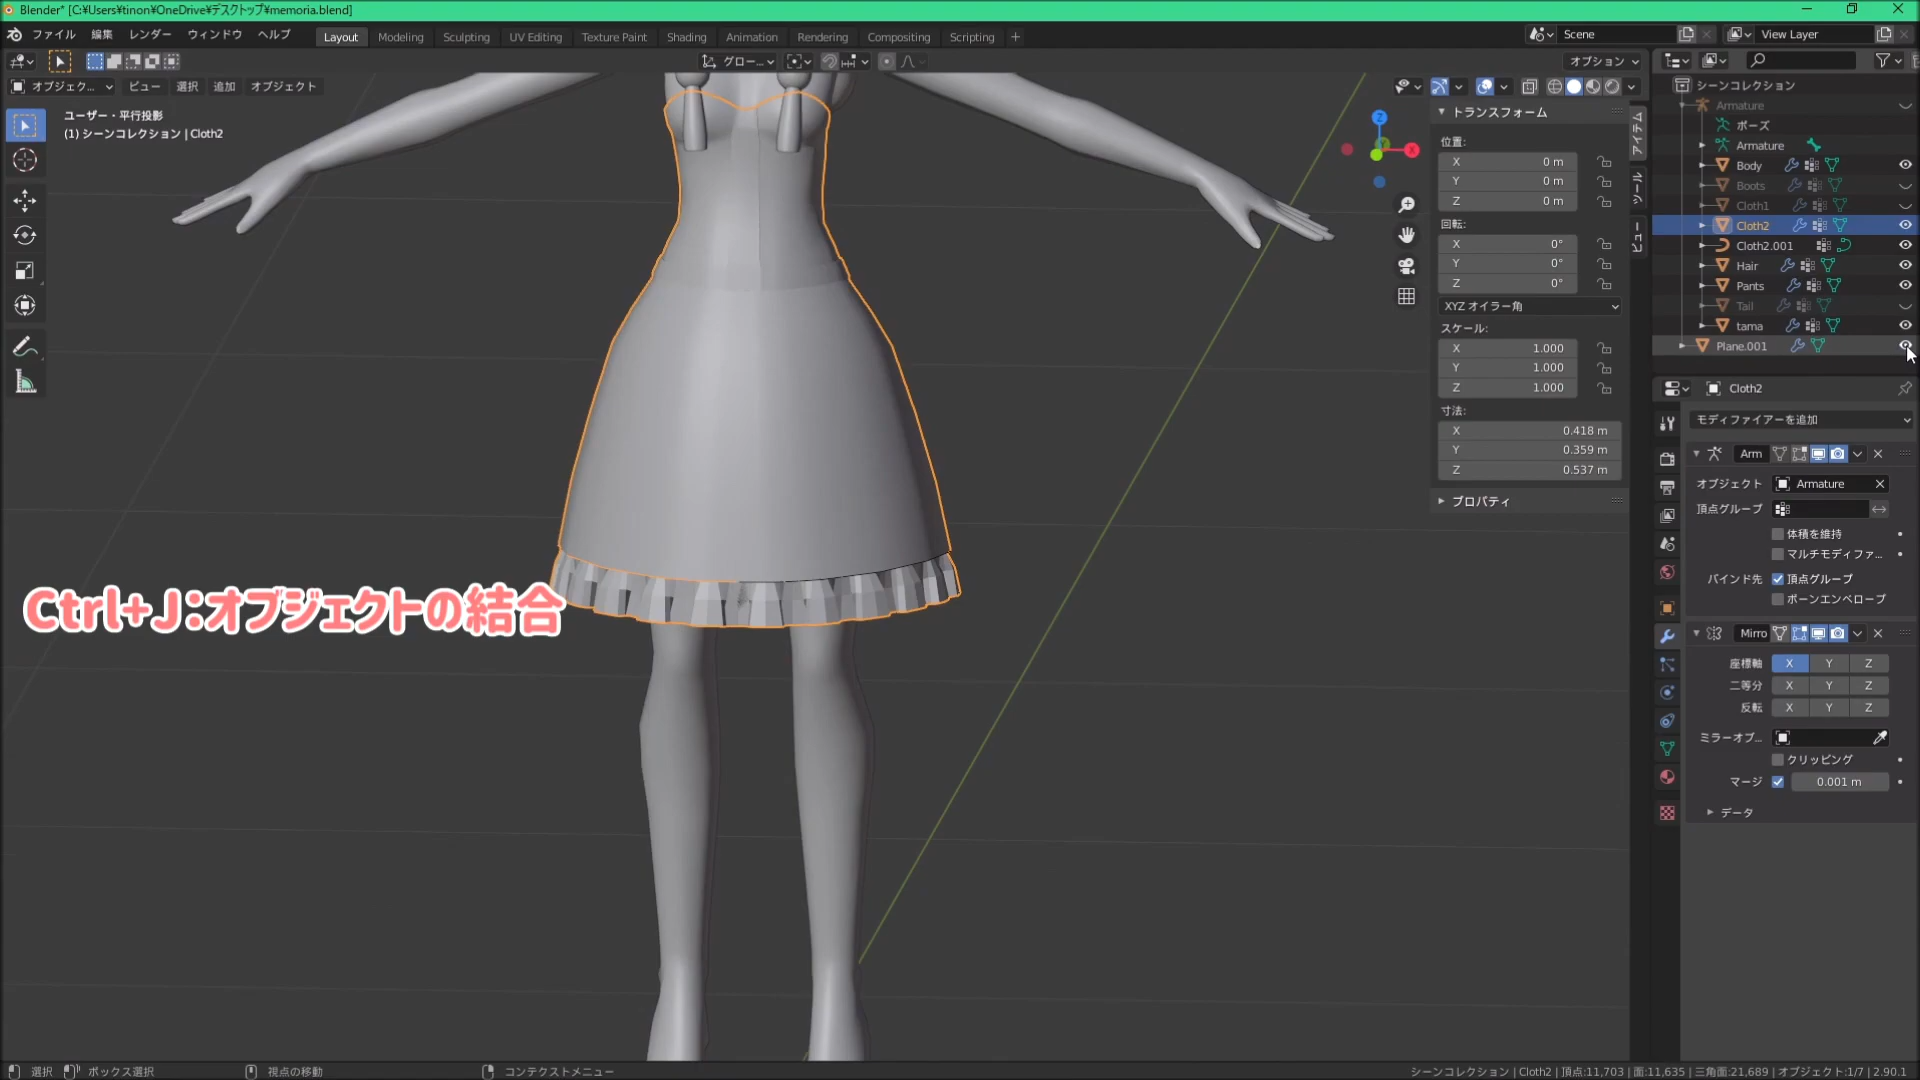 Blender* [C:¥Users¥tinon¥OneDrive¥デスクトップ¥memoria.blend]
ファイル 編集 レンダー ウィンドウ ヘルプ Layout Modeling Sculpting UV Editing Texture Paint Shading Animation Rendering Compositing Scripting + Scene View Layer
グロー... オプション
オブジェク... ビュー 選択 追加 オブジェクト
ユーザー・平行投影
(1) シーンコレクション | Cloth2
Ctrl+J:オブジェクトの結合
Z
X
トランスフォーム
位置:
X 0 m
Y 0 m
Z 0 m
回転:
X 0°
Y 0°
Z 0°
XYZ オイラー角
スケール:
X 1.000
Y 1.000
Z 1.000
寸法:
X 0.418 m
Y 0.359 m
Z 0.537 m
プロパティ
アイテム
ツール
ビュー
シーンコレクション
Armature
ポーズ
Armature
Body
Boots
Cloth1
Cloth2
Cloth2.001
Hair
Pants
Tail
tama
Plane.001
Cloth2
モディファイアーを追加
Arm
オブジェクト Armature
頂点グループ
体積を維持
マルチモディファ...
バインド先 頂点グループ
ボーンエンベロープ
Mirro
座標軸 X Y Z
二等分 X Y Z
反転 X Y Z
ミラーオブ...
クリッピング
マージ 0.001 m
データ
選択 ボックス選択 視点の移動 コンテクストメニュー シーンコレクション | Cloth2 | 頂点:11,703 | 面:11,635 | 三角面:21,689 | オブジェクト:1/7 | 2.90.1